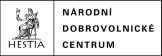 HESTIA
NÁRODNÍ
DOBROVOLNICKÉ
CENTRUM